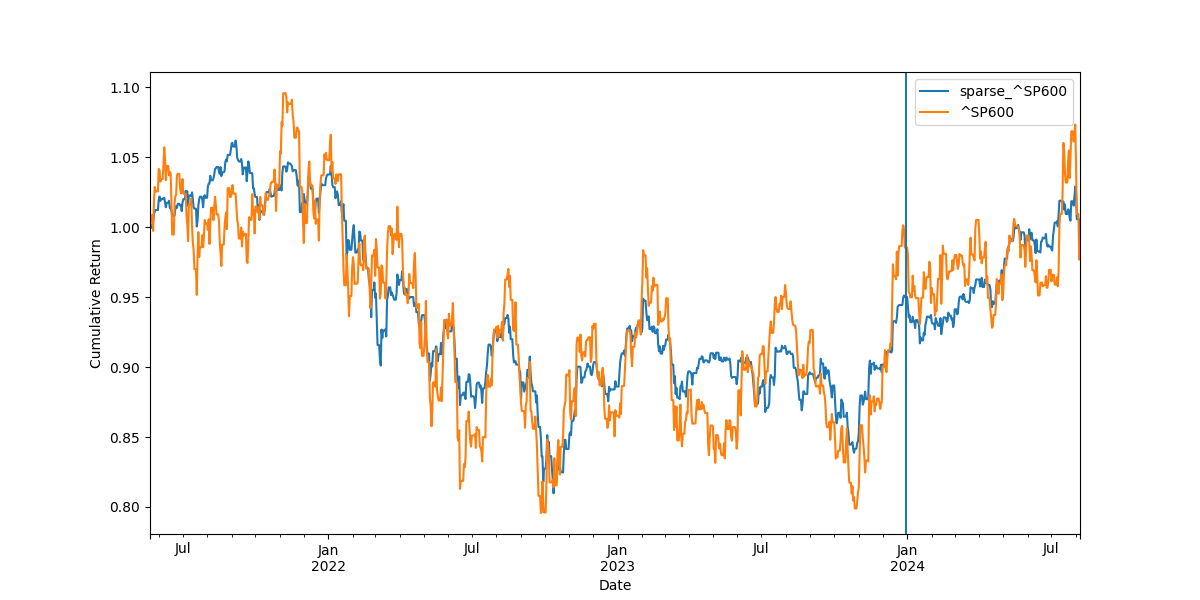 sparse_^SP600
^SP600
1.10
1.05
1.00
0.95
0.90
0.85
0.80
Cumulative Return
Jul Jan Jul Jan Jul Jan Jul
2022 2023 2024
Date